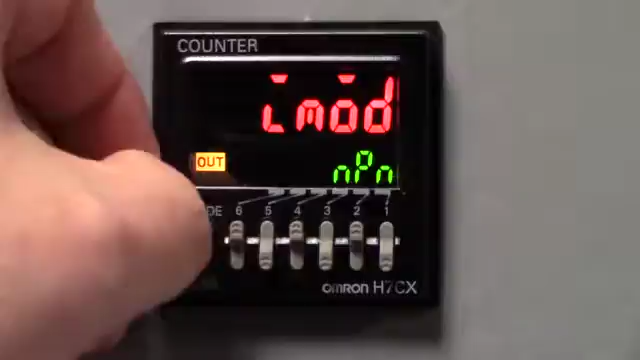 COUNTER
imod
OUT
nPn
DE 6 5 4 3 2 1
OMRON H7CX